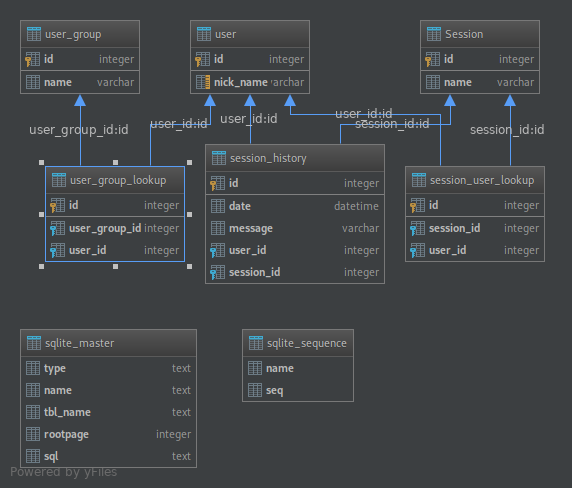 user_group
id integer
name varchar
user
id integer
nick_name varchar
Session
id integer
name varchar
user_group_id:id
user_id:id
user_id:id
user_id:id
session_id:id
session_id:id
user_group_lookup
id integer
user_group_id integer
user_id integer
session_history
id integer
date datetime
message varchar
user_id integer
session_id integer
session_user_lookup
id integer
session_id integer
user_id integer
sqlite_master
type text
name text
tbl_name text
rootpage integer
sql text
sqlite_sequence
name
seq
Powered by yFiles